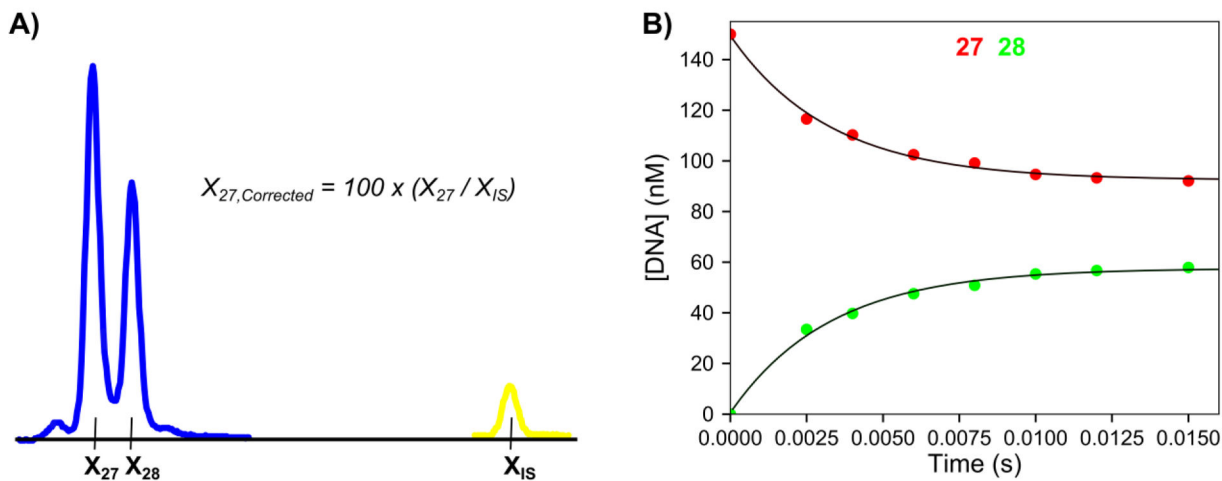 A)
X27,Corrected = 100 x (X27 / XIS)
X27 X28 XIS
B)
27 28
[DNA] (nM)
140
120
100
80
60
40
20
0
0.0000 0.0025 0.0050 0.0075 0.0100 0.0125 0.0150
Time (s)